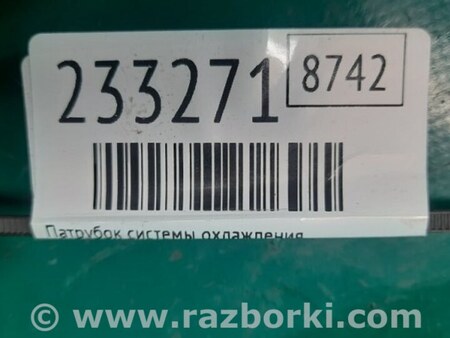 233271 8742
Патрубок системы охлаждения
© www.razborki.com